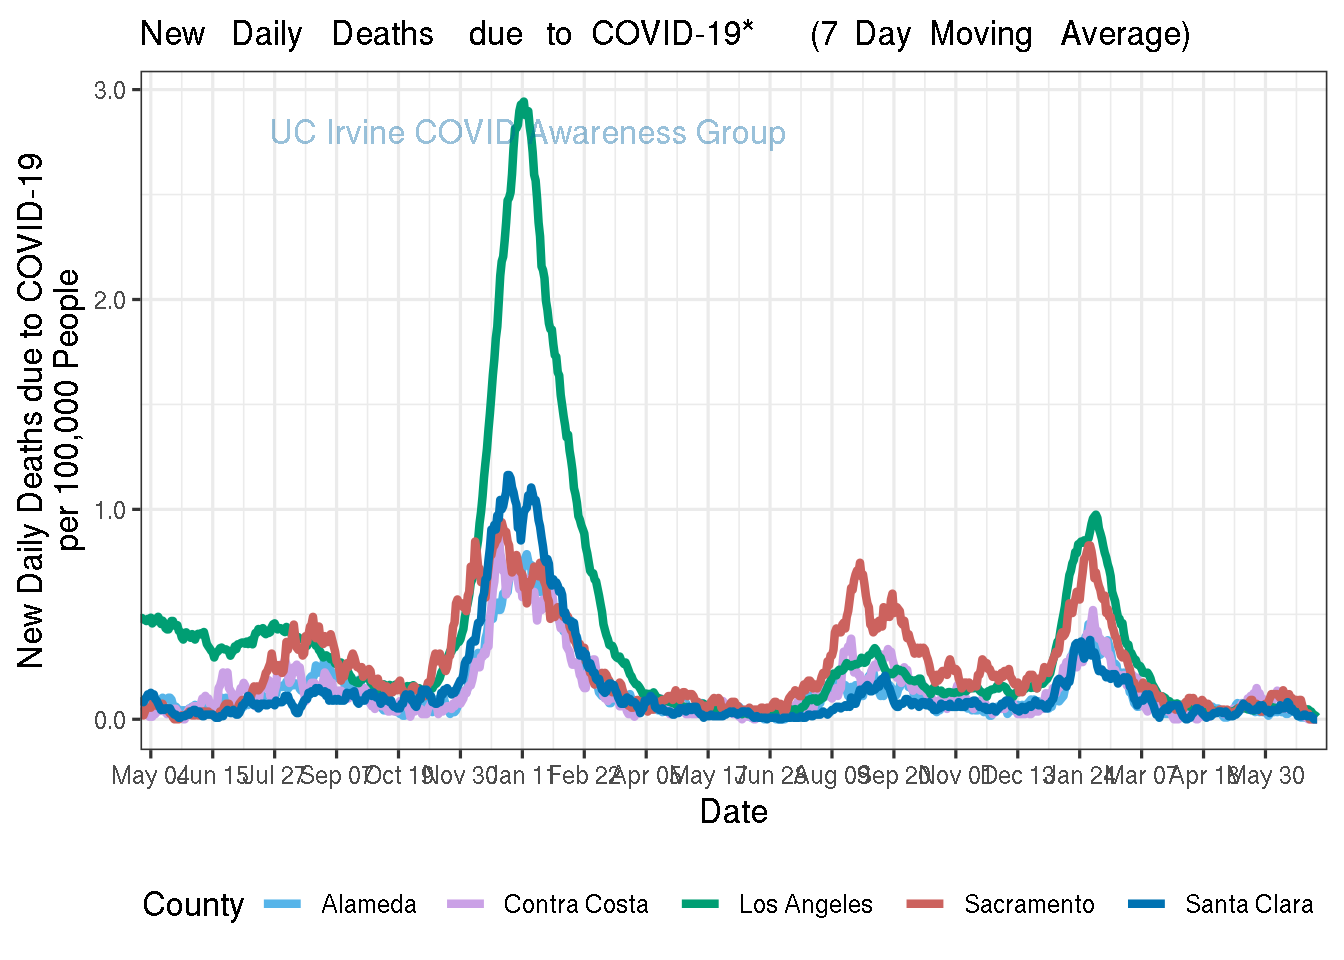 New Daily Deaths due to COVID-19* (7 Day Moving Average)
UC Irvine COVID Awareness Group
New Daily Deaths due to COVID-19
per 100,000 People
3.0
2.0
1.0
0.0
May 04 Jun 15 Jul 27 Sep 07 Oct 19 Nov 30 Jan 11 Feb 22 Apr 05 May 17 Jun 28 Aug 09 Sep 20 Nov 01 Dec 13 Jan 24 Mar 07 Apr 18 May 30
Date
County Alameda Contra Costa Los Angeles Sacramento Santa Clara